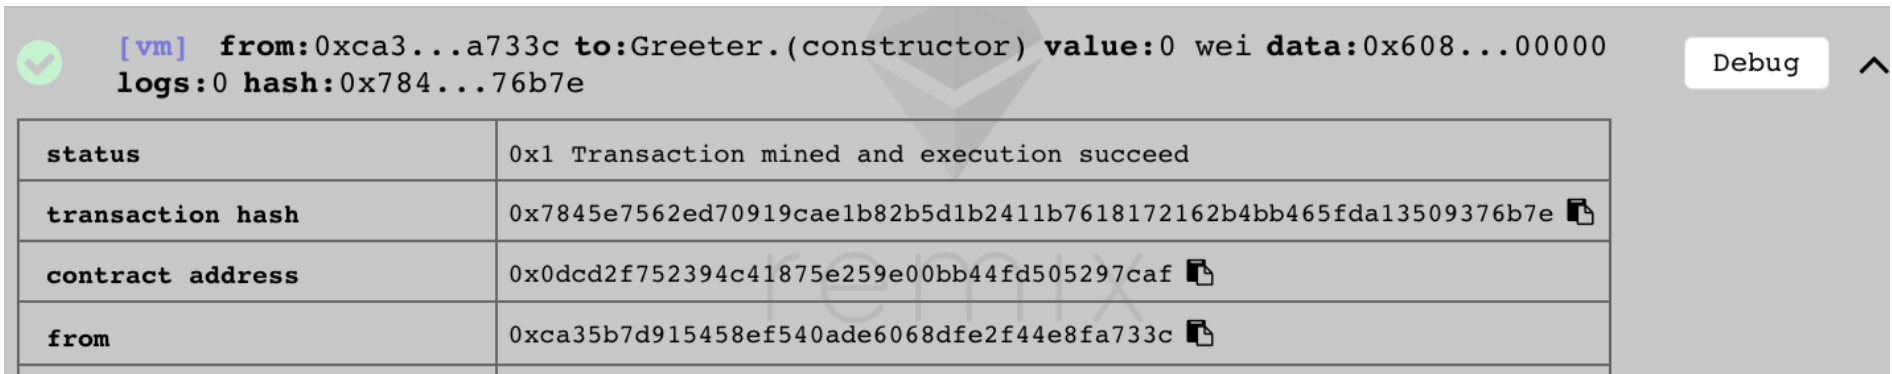 [vm] from:0xca3...a733c to:Greeter.(constructor) value:0 wei data:0x608...00000
logs:0 hash:0x784...76b7e
Debug
status 0x1 Transaction mined and execution succeed
transaction hash 0x7845e7562ed70919cae1b82b5d1b2411b7618172162b4bb465fda13509376b7e
contract address 0x0dcd2f752394c41875e259e00bb44fd505297caf
from 0xca35b7d915458ef540ade6068dfe2f44e8fa733c
remix